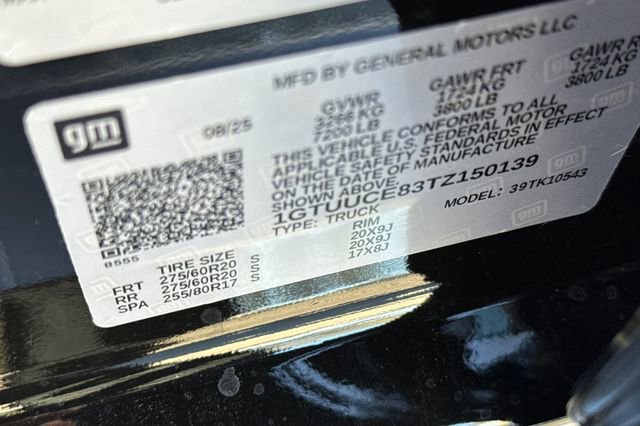 MFD BY GENERAL MOTORS LLC
gm
08/25
GVWR
GAWR FRT
GAWR R
3266 KG
1724 KG
1724 KG
7200 LB
3800 LB
3800 LB
THIS VEHICLE CONFORMS TO ALL
APPLICABLE U.S. FEDERAL MOTOR
VEHICLE SAFETY STANDARDS IN EFFECT
ON THE DATE OF MANUFACTURE
SHOWN ABOVE.
1GTUUCE83TZ150139
TYPE: TRUCK
MODEL: 39TK10543
8555
TIRE SIZE
RIM
FRT 275/60R20 S 20X9J
RR 275/60R20 S 20X9J
SPA 255/80R17 S 17X8J